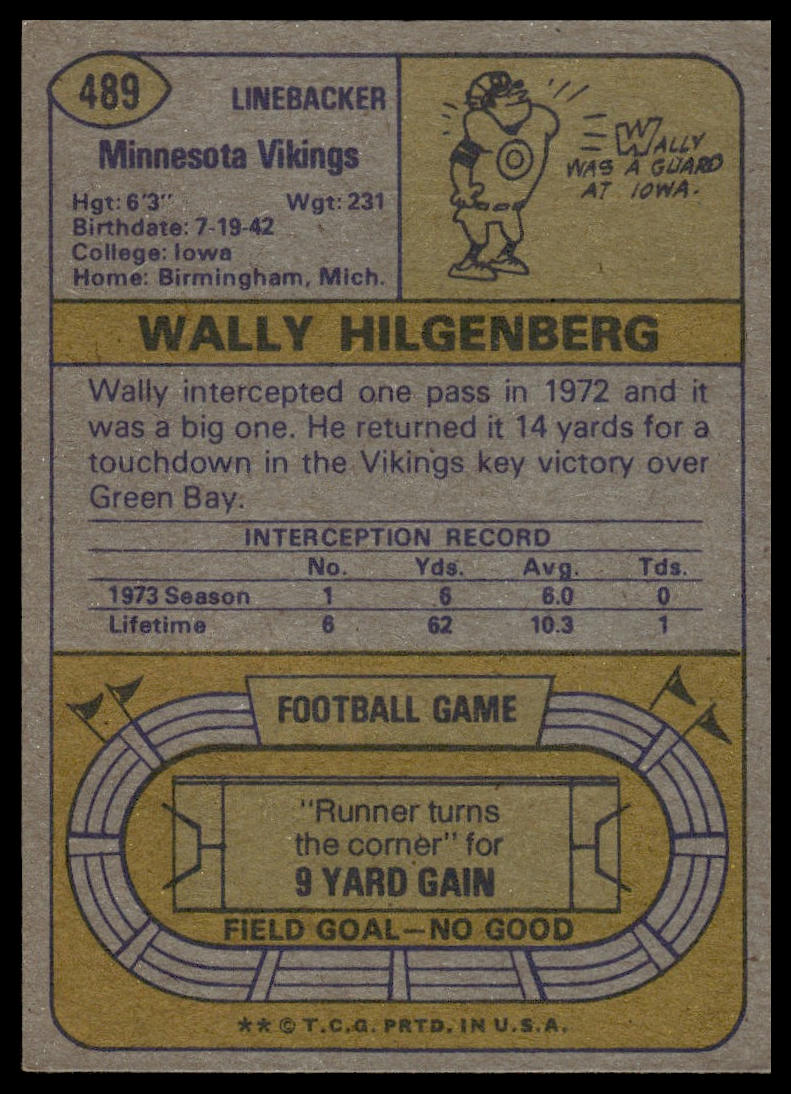 489
LINEBACKER
Minnesota Vikings
Hgt: 6'3" Wgt: 231
Birthdate: 7-19-42
College: Iowa
Home: Birmingham, Mich.
WALLY
WAS A GUARD
AT IOWA.
WALLY HILGENBERG
Wally intercepted one pass in 1972 and it
was a big one. He returned it 14 yards for a
touchdown in the Vikings key victory over
Green Bay.
INTERCEPTION RECORD
No. Yds. Avg. Tds.
1973 Season 1 6 6.0 0
Lifetime 6 62 10.3 1
FOOTBALL GAME
"Runner turns
the corner" for
9 YARD GAIN
FIELD GOAL—NO GOOD
** © T.C.G. PRTD. IN U.S.A.